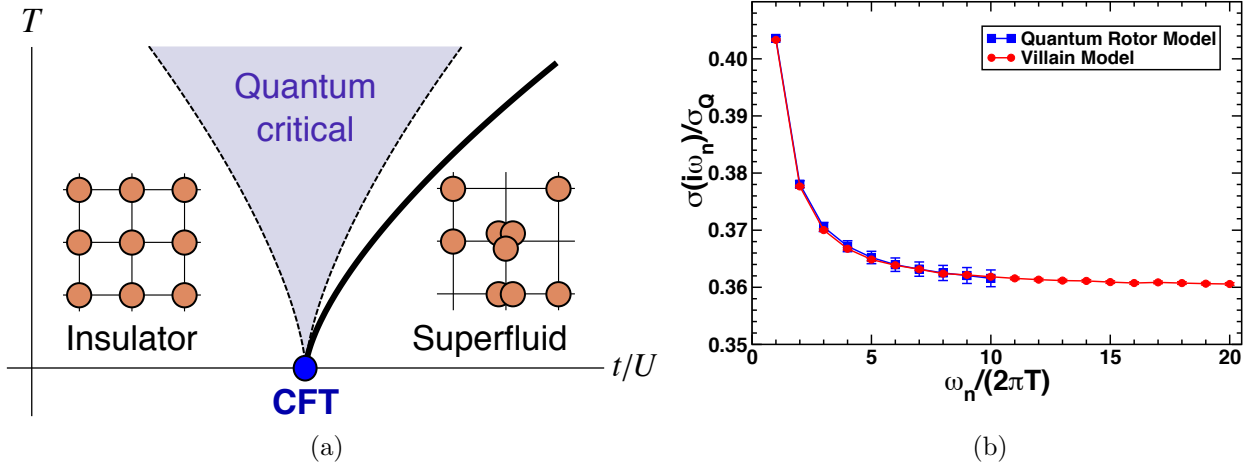 T
Quantum
critical
Insulator
Superfluid
t/U
CFT
(a)
σ(iω_n)/σ_Q
0.40
0.39
0.38
0.37
0.36
0.35
Quantum Rotor Model
Villain Model
0
5
10
15
20
ω_n/(2πT)
(b)